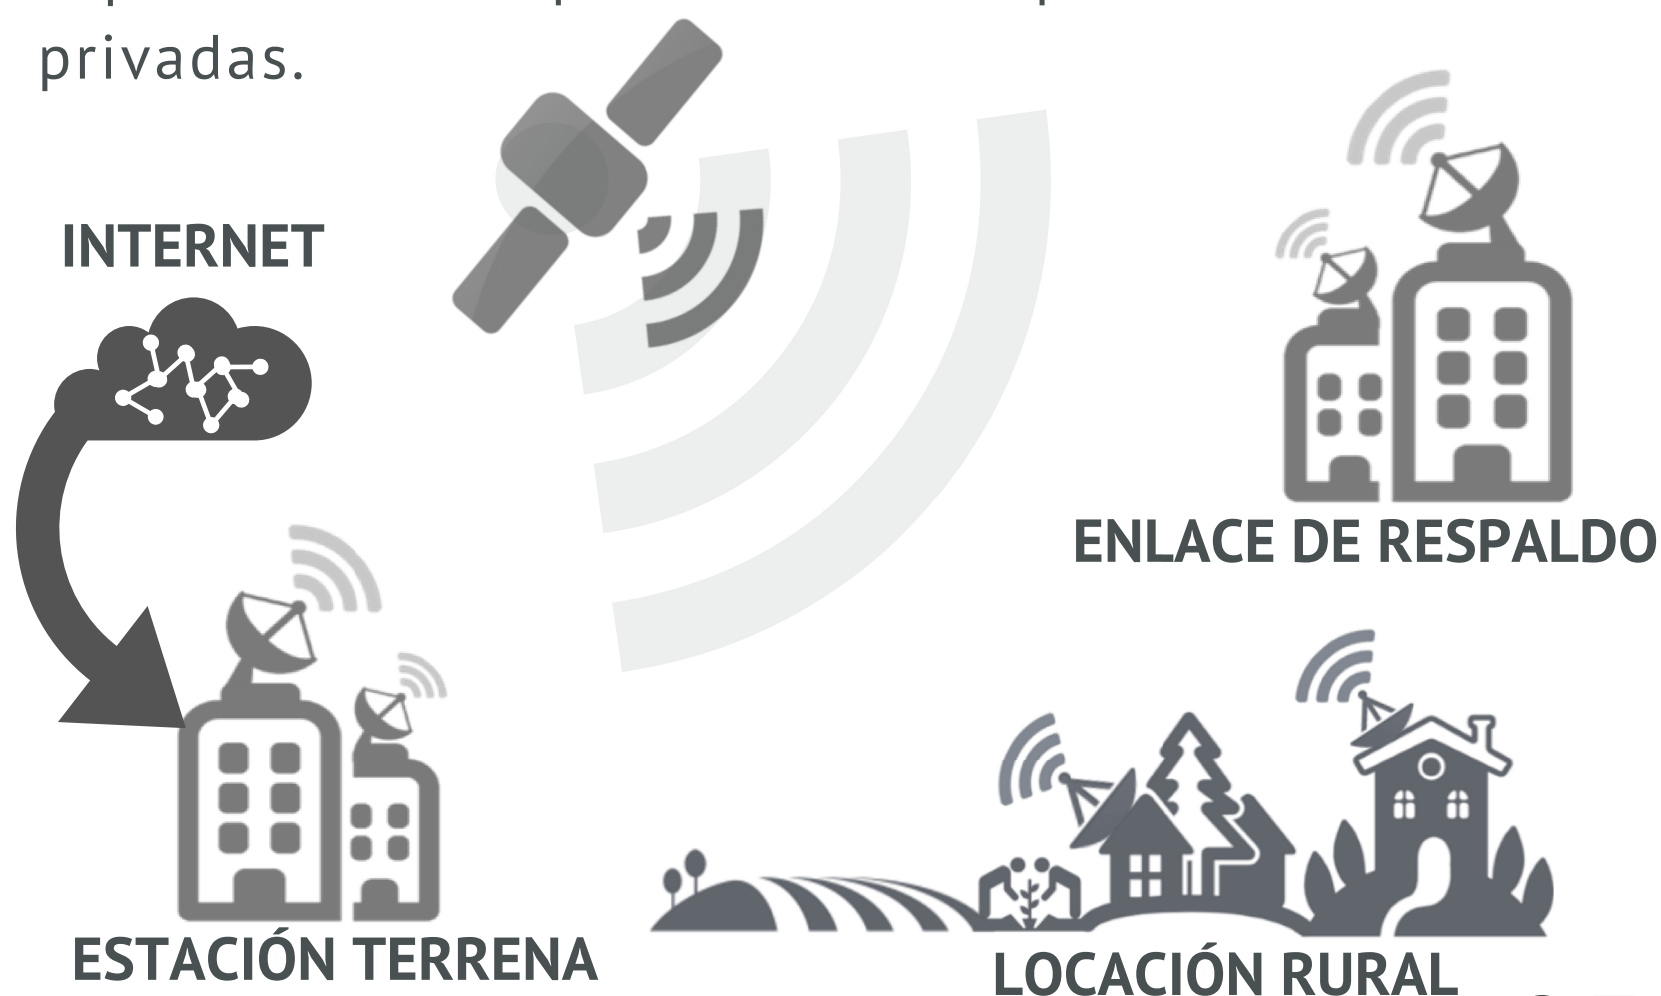 privadas.
INTERNET
ENLACE DE RESPALDO
ESTACIÓN TERRENA
LOCACIÓN RURAL